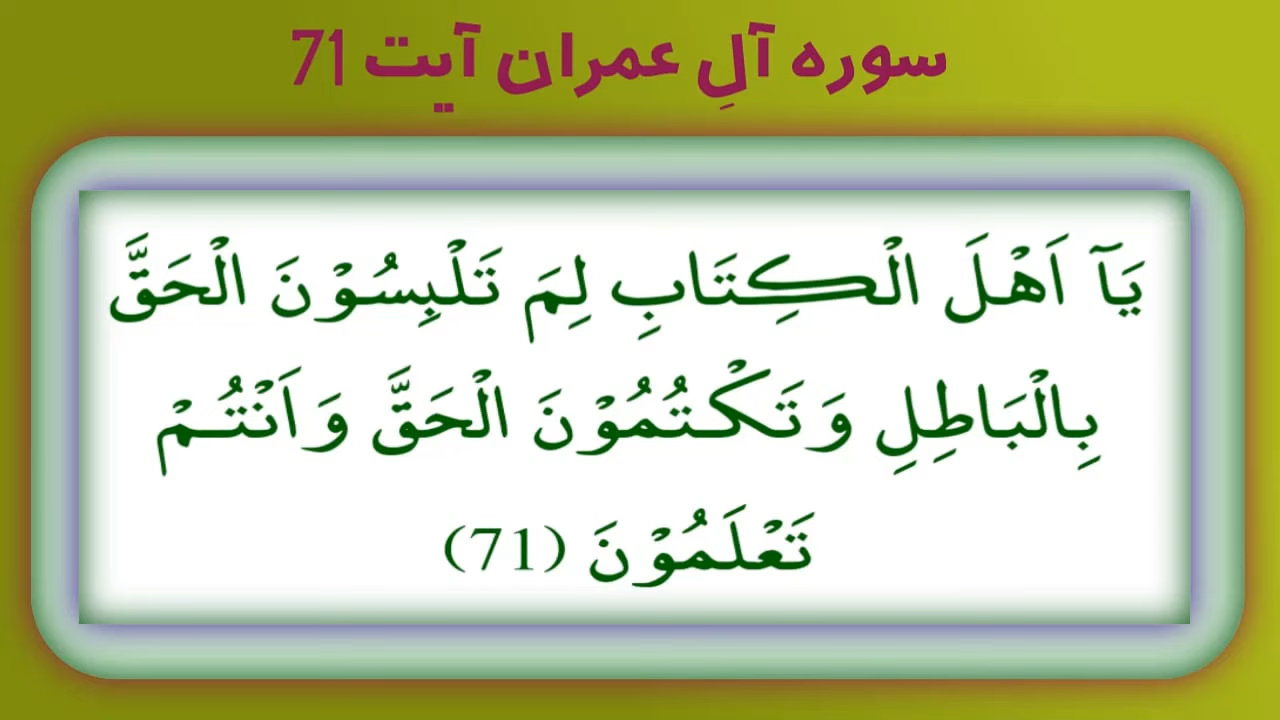 سورہ آلِ عمران آیت 71
يَآ اَهْلَ الْكِتَابِ لِمَ تَلْبِسُوْنَ الْحَقَّ
بِالْبَاطِلِ وَتَكْتُمُوْنَ الْحَقَّ وَاَنْتُمْ
تَعْلَمُوْنَ (71)